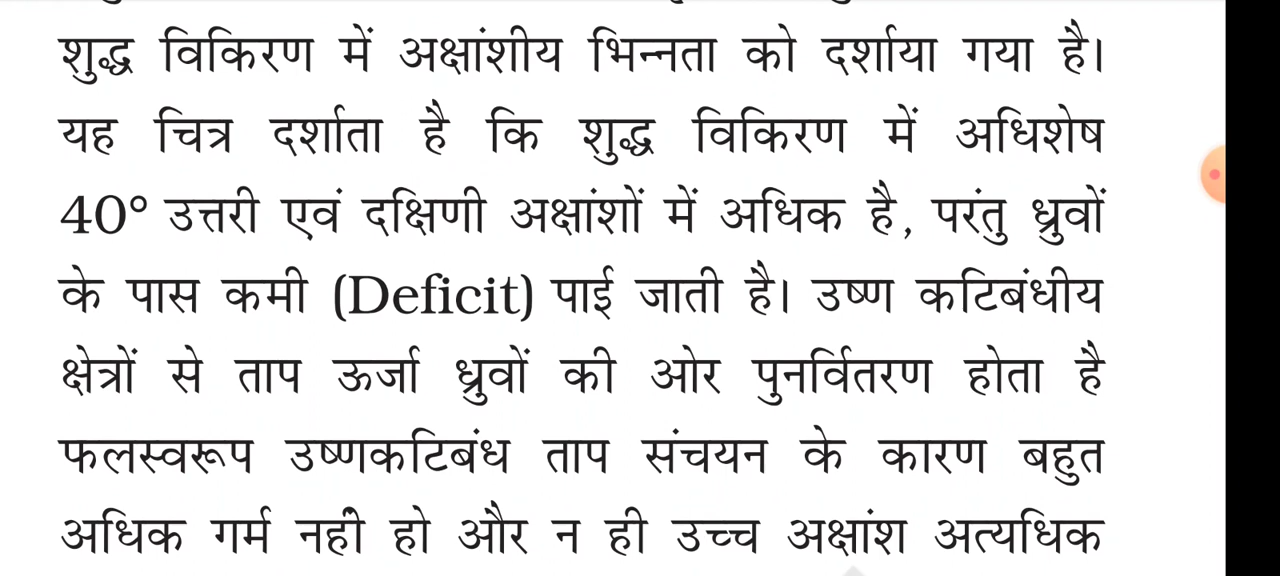 शुद्ध विकिरण में अक्षांशीय भिन्नता को दर्शाया गया है।
यह चित्र दर्शाता है कि शुद्ध विकिरण में अधिशेष
40° उत्तरी एवं दक्षिणी अक्षांशों में अधिक है, परंतु ध्रुवों
के पास कमी (Deficit) पाई जाती है। उष्ण कटिबंधीय
क्षेत्रों से ताप ऊर्जा ध्रुवों की ओर पुनर्वितरण होता है
फलस्वरूप उष्णकटिबंध ताप संचयन के कारण बहुत
अधिक गर्म नहीं हो और न ही उच्च अक्षांश अत्यधिक